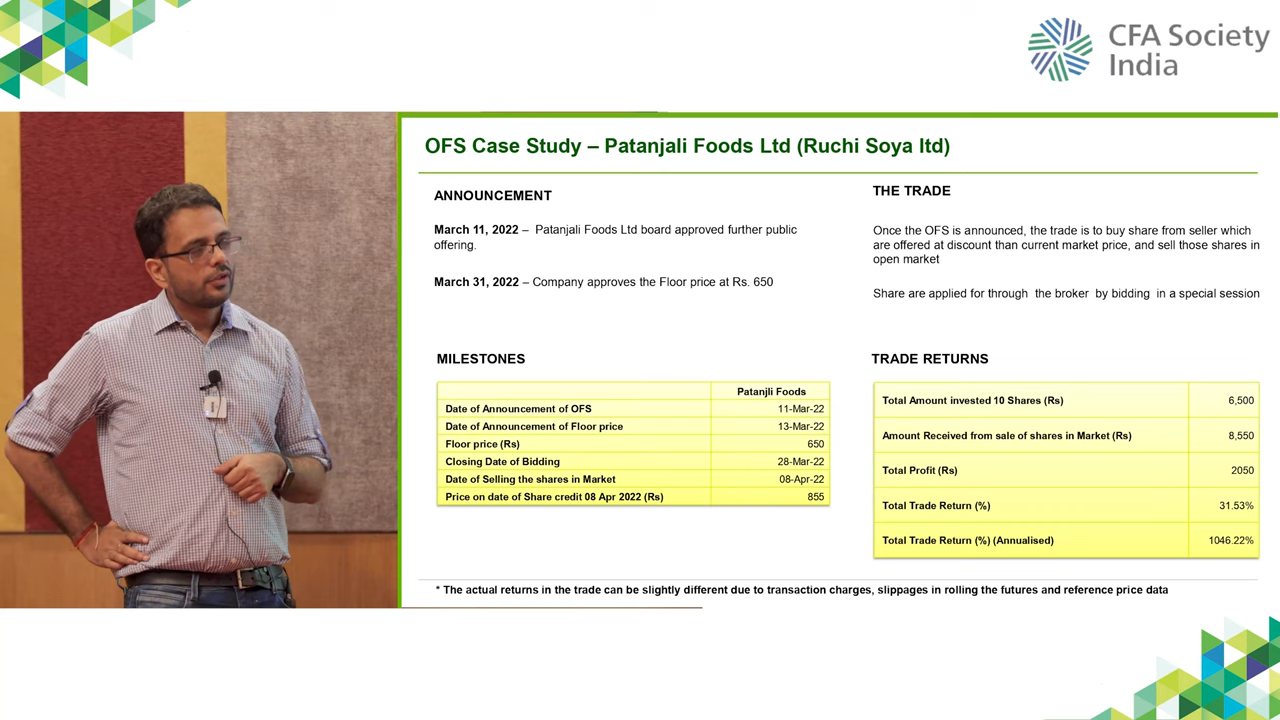 CFA Society
India
OFS Case Study – Patanjali Foods Ltd (Ruchi Soya ltd)
ANNOUNCEMENT
March 11, 2022 – Patanjali Foods Ltd board approved further public
offering.
March 31, 2022 – Company approves the Floor price at Rs. 650
THE TRADE
Once the OFS is announced, the trade is to buy share from seller which
are offered at discount than current market price, and sell those shares in
open market
Share are applied for through the broker by bidding in a special session
MILESTONES
Patanjli Foods
Date of Announcement of OFS 11-Mar-22
Date of Announcement of Floor price 13-Mar-22
Floor price (Rs) 650
Closing Date of Bidding 28-Mar-22
Date of Selling the shares in Market 08-Apr-22
Price on date of Share credit 08 Apr 2022 (Rs) 855
TRADE RETURNS
Total Amount invested 10 Shares (Rs) 6,500
Amount Received from sale of shares in Market (Rs) 8,550
Total Profit (Rs) 2050
Total Trade Return (%) 31.53%
Total Trade Return (%) (Annualised) 1046.22%
* The actual returns in the trade can be slightly different due to transaction charges, slippages in rolling the futures and reference price data